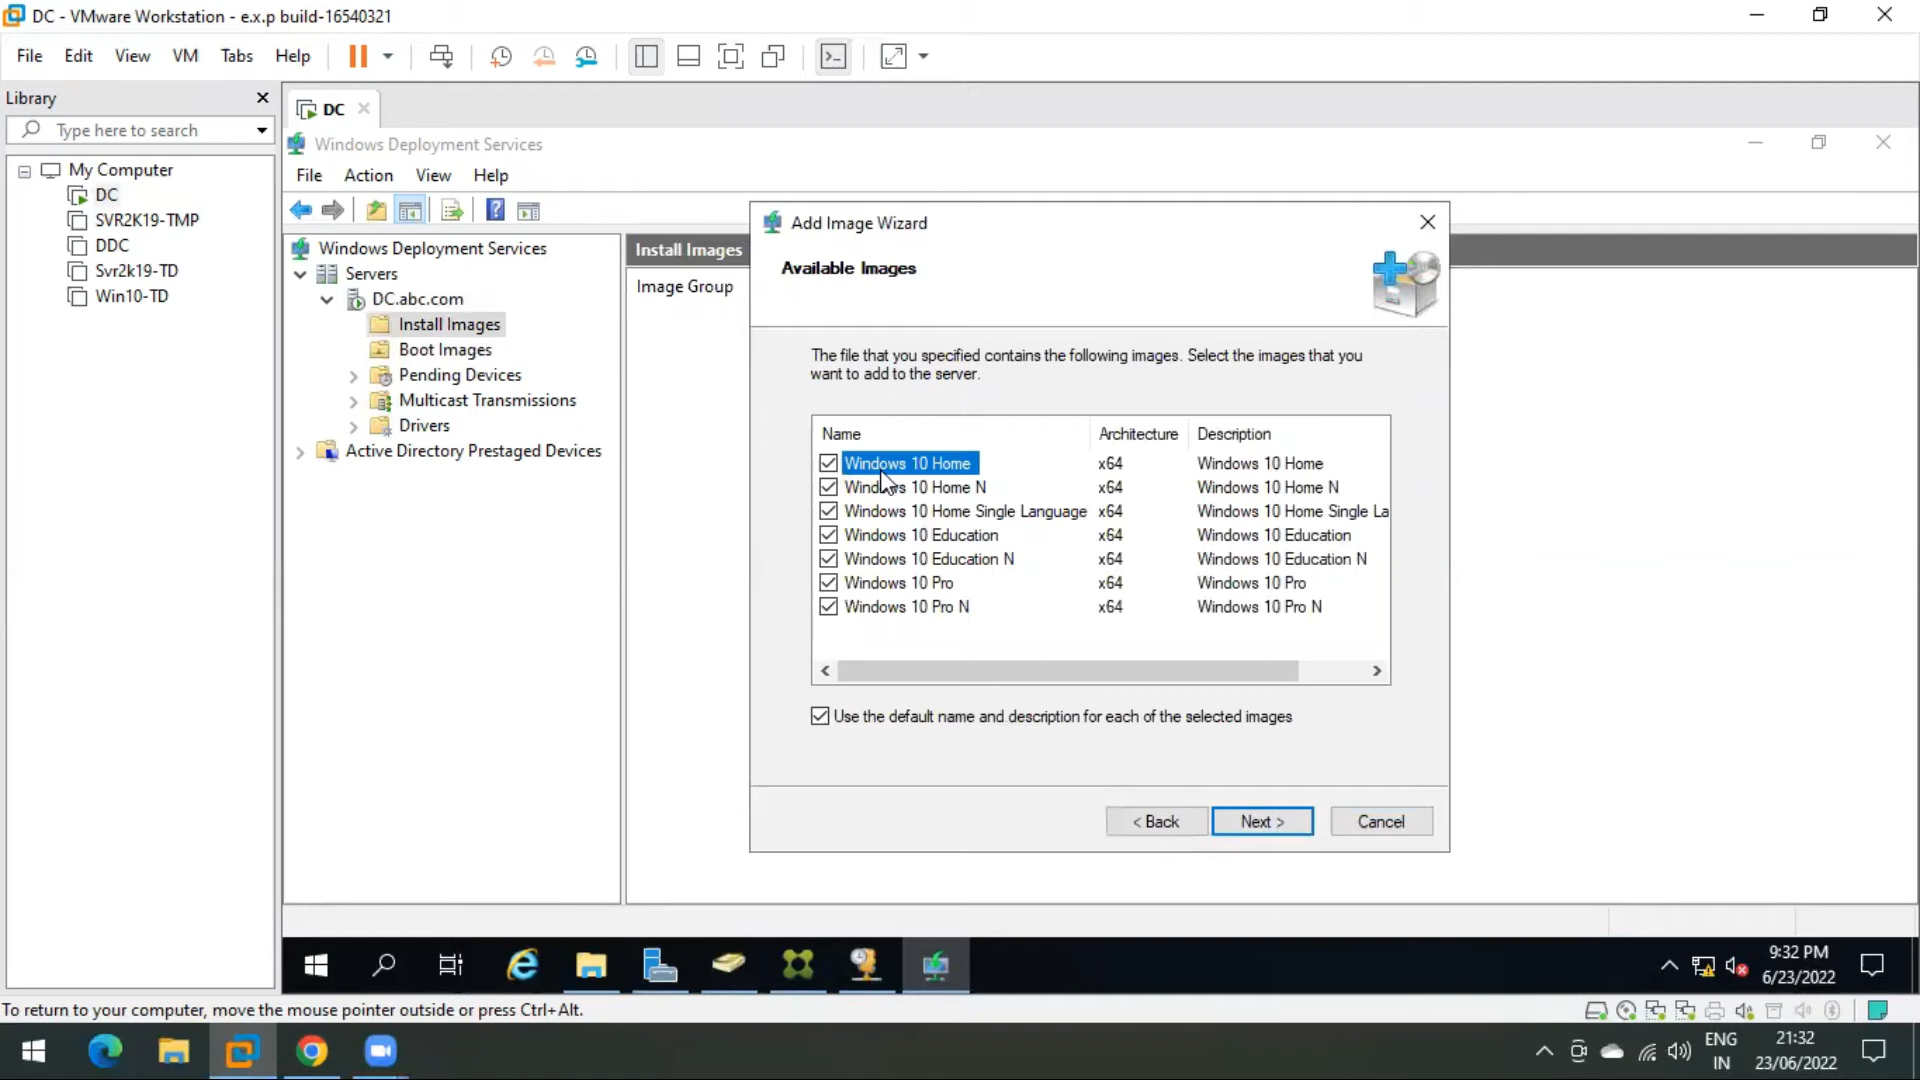 DC - VMware Workstation - e.x.p build-16540321
File Edit View VM Tabs Help
Library
Type here to search
My Computer
DC
SVR2K19-TMP
DDC
Svr2k19-TD
Win10-TD
DC
Windows Deployment Services
File Action View Help
Windows Deployment Services
Servers
DC.abc.com
Install Images
Boot Images
Pending Devices
Multicast Transmissions
Drivers
Active Directory Prestaged Devices
Install Images
Image Group
Add Image Wizard
Available Images
The file that you specified contains the following images. Select the images that you
want to add to the server.
Name Architecture Description
Windows 10 Home x64 Windows 10 Home
Windows 10 Home N x64 Windows 10 Home N
Windows 10 Home Single Language x64 Windows 10 Home Single La
Windows 10 Education x64 Windows 10 Education
Windows 10 Education N x64 Windows 10 Education N
Windows 10 Pro x64 Windows 10 Pro
Windows 10 Pro N x64 Windows 10 Pro N
Use the default name and description for each of the selected images
< Back Next > Cancel
9:32 PM
6/23/2022
To return to your computer, move the mouse pointer outside or press Ctrl+Alt.
ENG
IN
21:32
23/06/2022